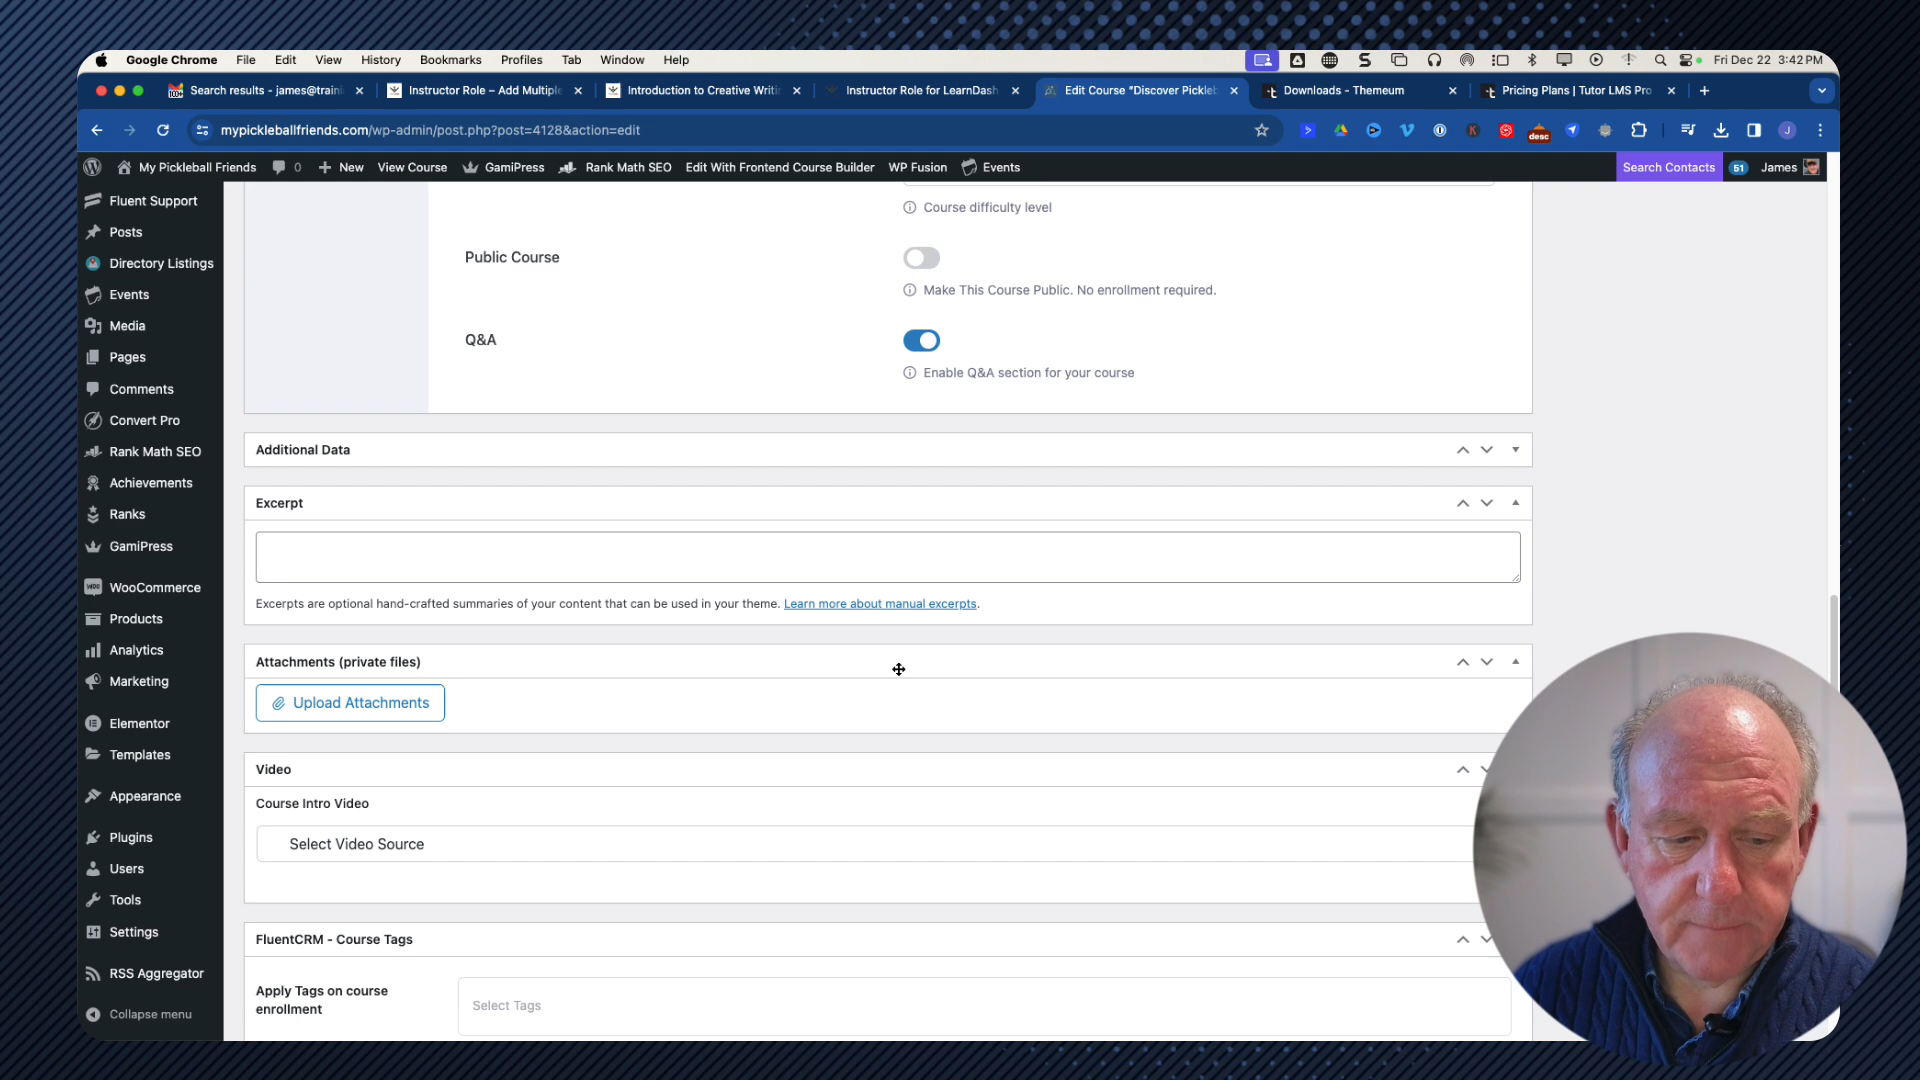 Google Chrome File Edit View History Bookmarks Profiles Tab Window Help Fri Dec 22 3:42 PM
Search results - james@traini
Instructor Role – Add Multiple
Introduction to Creative Writi
Instructor Role for LearnDash
Edit Course "Discover Pickleb
Downloads - Themeum
Pricing Plans | Tutor LMS Pro
mypickleballfriends.com/wp-admin/post.php?post=4128&action=edit
desc
J
My Pickleball Friends 0 New View Course GamiPress Rank Math SEO Edit With Frontend Course Builder WP Fusion Events Search Contacts 51 James
Fluent Support
Posts
Directory Listings
Events
Media
Pages
Comments
Convert Pro
Rank Math SEO
Achievements
Ranks
GamiPress
WooCommerce
Products
Analytics
Marketing
Elementor
Templates
Appearance
Plugins
Users
Tools
Settings
RSS Aggregator
Collapse menu
Course difficulty level
Public Course
Make This Course Public. No enrollment required.
Q&A
Enable Q&A section for your course
Additional Data
Excerpt
Excerpts are optional hand-crafted summaries of your content that can be used in your theme. Learn more about manual excerpts.
Attachments (private files)
Upload Attachments
Video
Course Intro Video
Select Video Source
FluentCRM - Course Tags
Apply Tags on course
enrollment
Select Tags